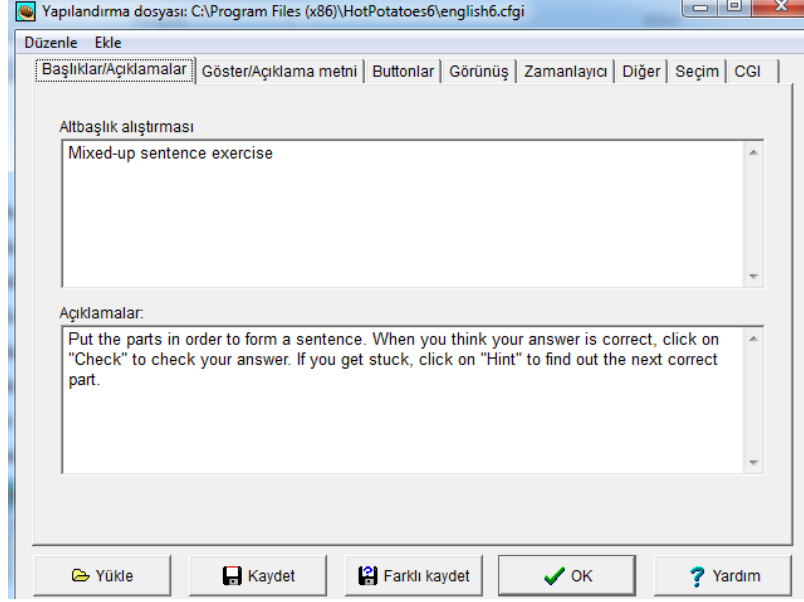 Yapılandırma dosyası: C:\Program Files (x86)\HotPotatoes6\english6.cfgi
Düzenle Ekle
Başlıklar/Açıklamalar Göster/Açıklama metni Buttonlar Görünüş Zamanlayıcı Diğer Seçim CGI
Altbaşlık alıştırması
Mixed-up sentence exercise
Açıklamalar:
Put the parts in order to form a sentence. When you think your answer is correct, click on
"Check" to check your answer. If you get stuck, click on "Hint" to find out the next correct
part.
Yükle Kaydet Farklı kaydet OK Yardım